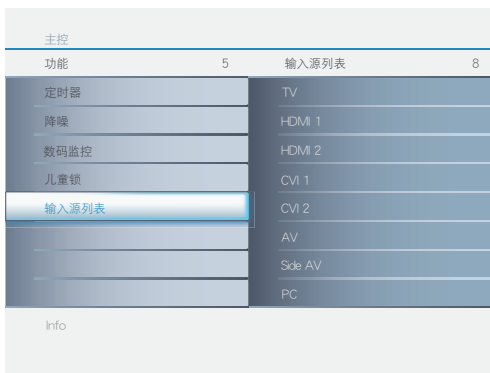 主控
功能 5 输入源列表 8
定时器 TV
降噪 HDMI 1
数码监控 HDMI 2
儿童锁 CVI 1
输入源列表 CVI 2
AV
Side AV
PC
Info